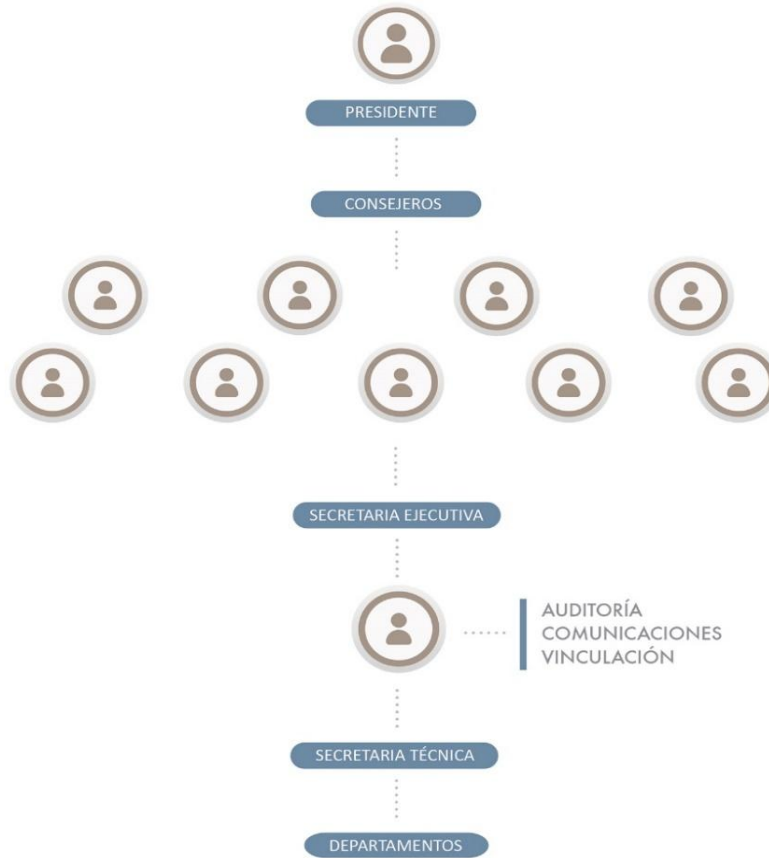 PRESIDENTE
CONSEJEROS
SECRETARIA EJECUTIVA
AUDITORÍA
COMUNICACIONES
VINCULACIÓN
SECRETARIA TÉCNICA
DEPARTAMENTOS